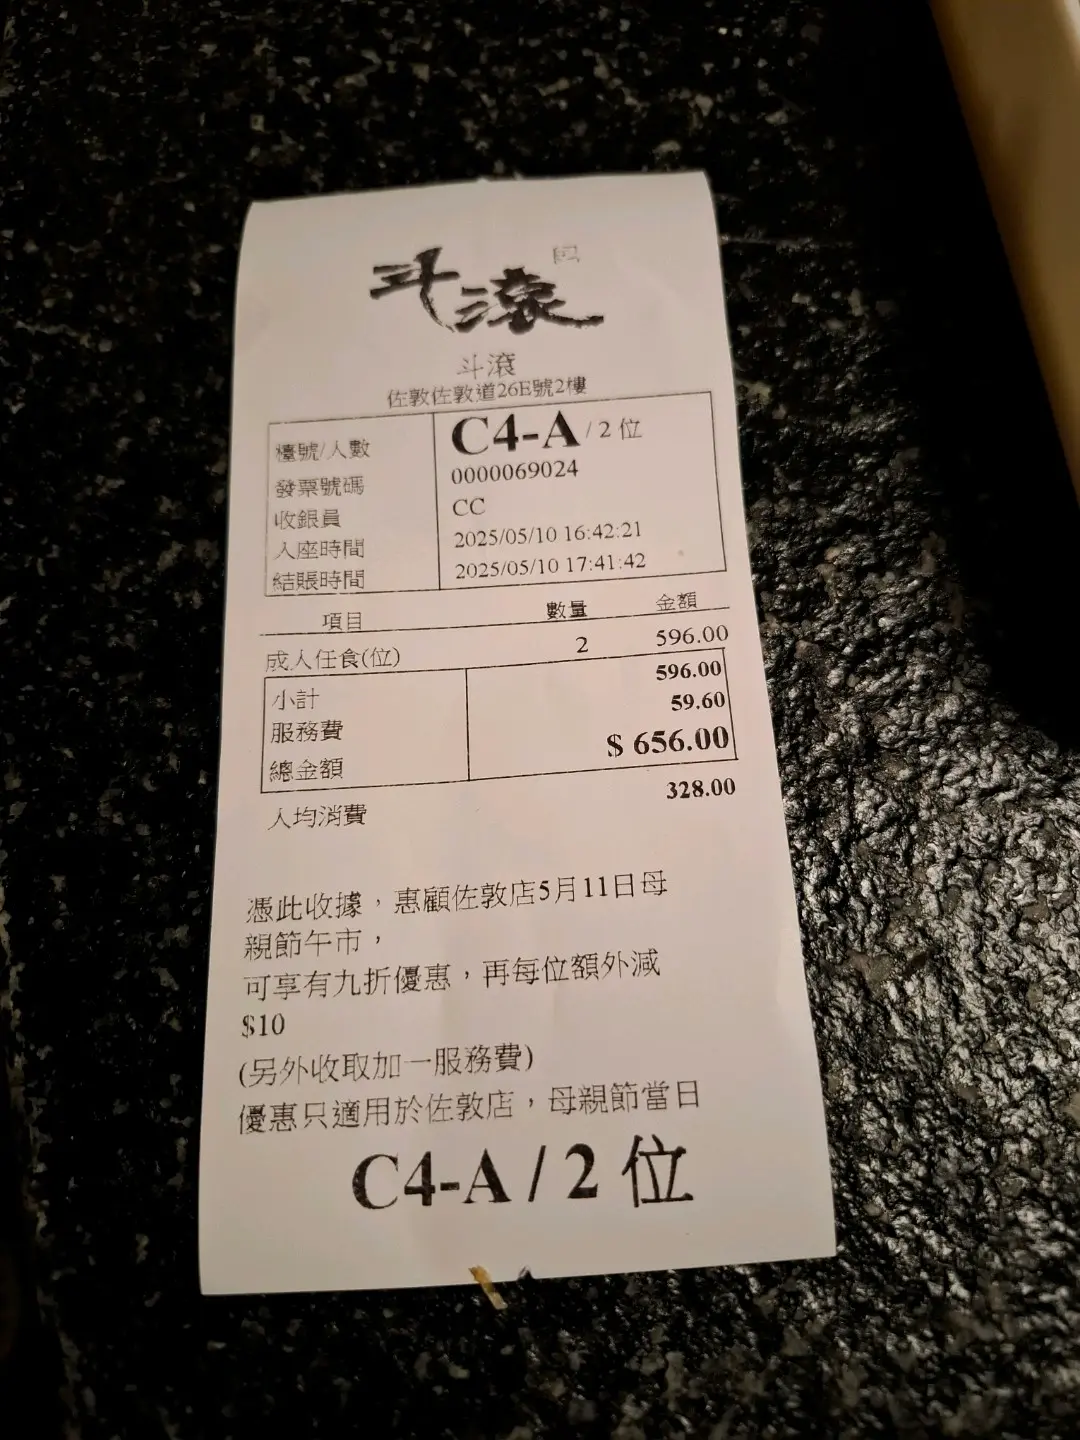 斗滾
斗滾
佐敦佐敦道26E號2樓
檯號/人數 C4-A / 2 位
發票號碼 0000069024
收銀員 CC
入座時間 2025/05/10 16:42:21
結賬時間 2025/05/10 17:41:42
項目 數量 金額
成人任食(位) 2 596.00
小計 596.00
服務費 59.60
總金額 $ 656.00
人均消費 328.00
憑此收據，惠顧佐敦店5月11日母
親節午市，
可享有九折優惠，再每位額外減
$10
(另外收取加一服務費)
優惠只適用於佐敦店，母親節當日
C4-A / 2 位